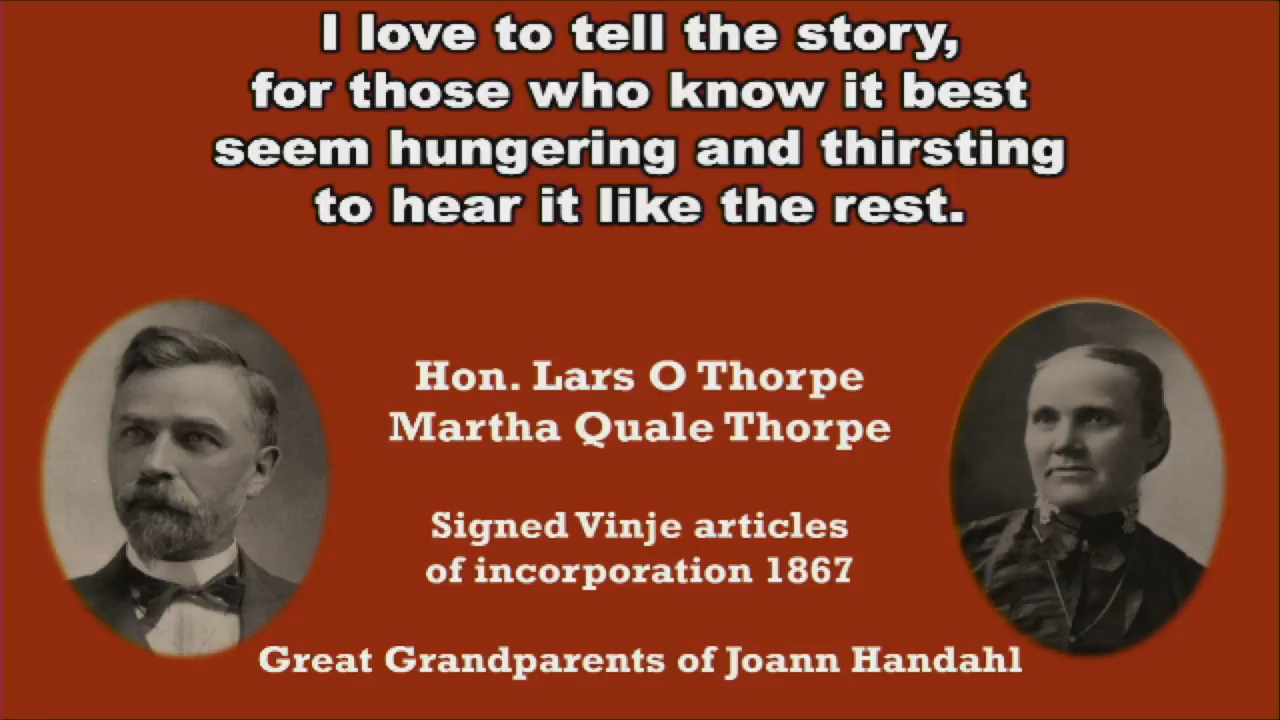 I love to tell the story,
for those who know it best
seem hungering and thirsting
to hear it like the rest.
Hon. Lars O Thorpe
Martha Quale Thorpe
Signed Vinje articles
of incorporation 1867
Great Grandparents of Joann Handahl